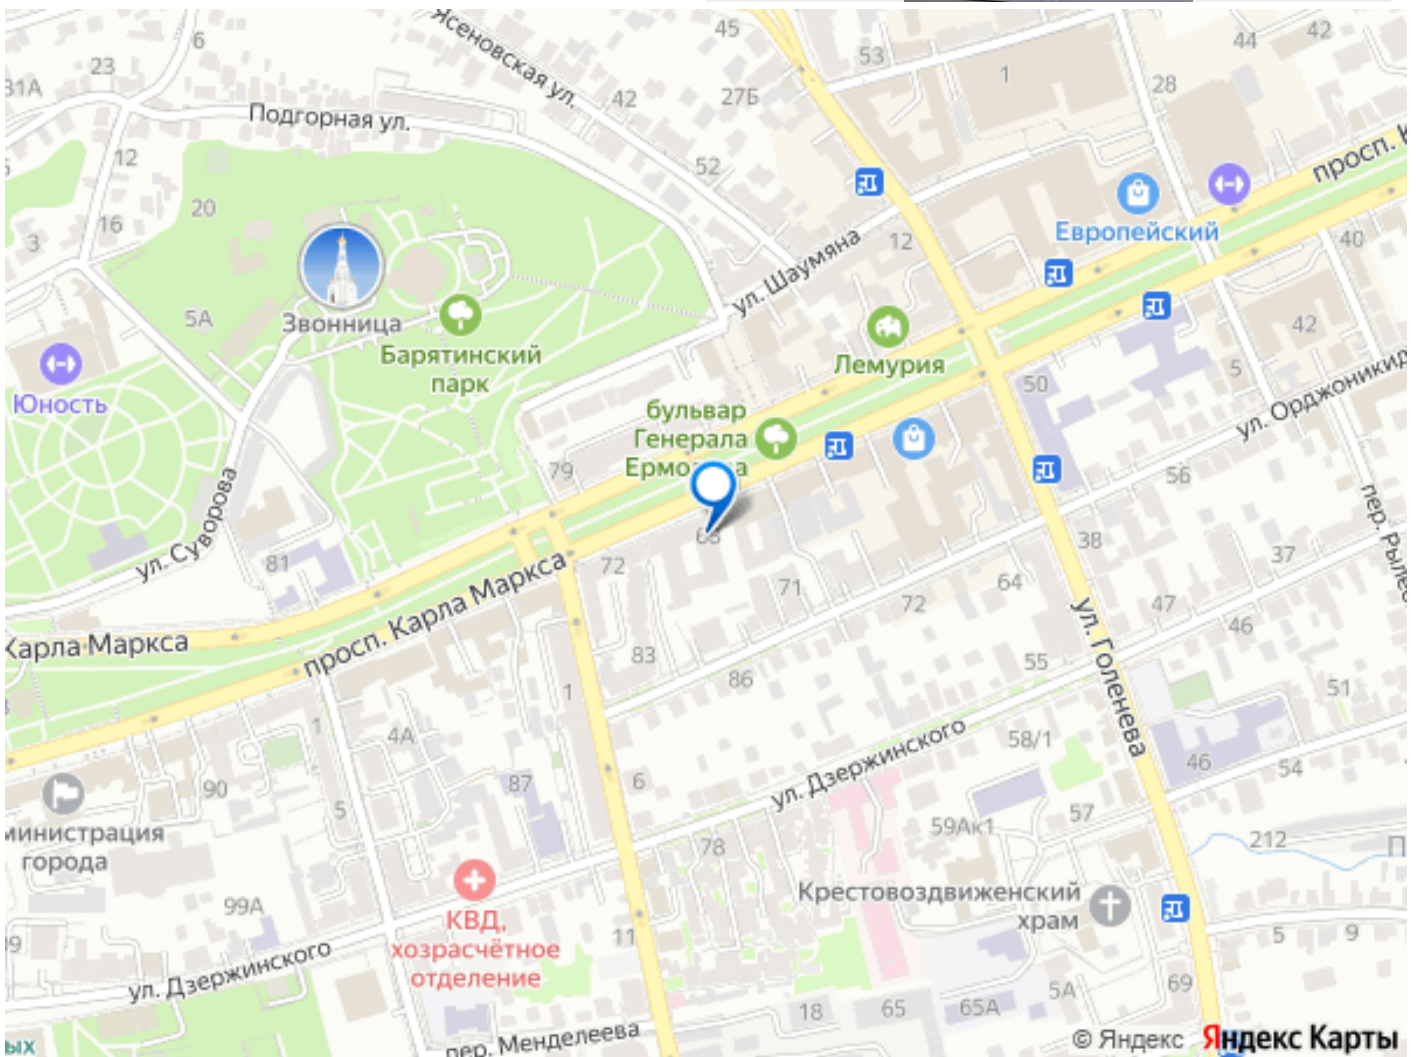 45
6
Ясеновская ул.
53
44
42
23
1
31А
28
42
27Б
Подгорная ул.
просп. К
12
52
20
16
3
12
40
Европейский
ул. Шаумяна
5А
Звонница
42
Барятинский
парк
Лемурия
5
50
Юность
бульвар
Генерала
ул. Орджоникид
79
56
ул. Суворова
81
72
71
38
37
64
72
47
просп. Карла Маркса
46
Карла Маркса
83
55
86
1
51
ул. Голенева
1
4А
58/1
46
54
90
87
6
ул. Дзержинского
5
57
министрация
города
59Ак1
212
П
78
Крестовоздвиженский
храм
99А
КВД,
хозрасчётное
отделение
11
5
9
ул. Дзержинского
69
5А
18
65
65А
пер. Менделеева
ых
© Яндекс
Яндекс Карты